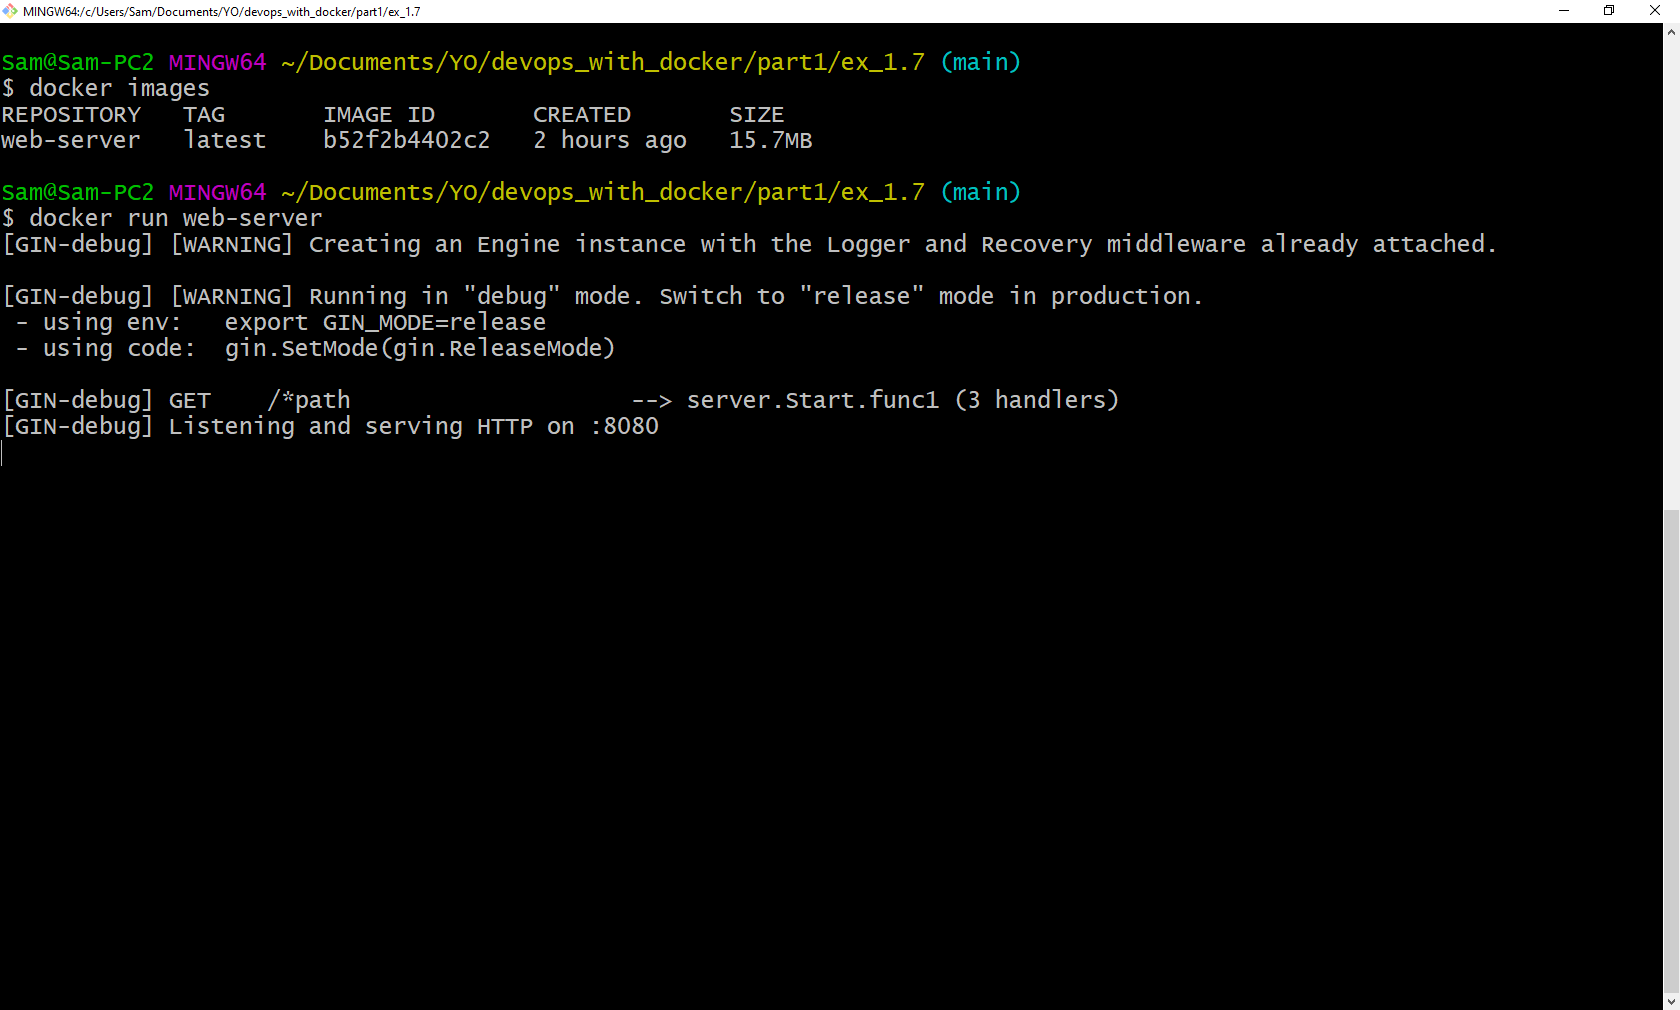 MINGW64:/c/Users/Sam/Documents/YO/devops_with_docker/part1/ex_1.7
Sam@Sam-PC2 MINGW64 ~/Documents/YO/devops_with_docker/part1/ex_1.7 (main)
$ docker images
REPOSITORY   TAG       IMAGE ID       CREATED       SIZE
web-server   latest    b52f2b4402c2   2 hours ago   15.7MB
Sam@Sam-PC2 MINGW64 ~/Documents/YO/devops_with_docker/part1/ex_1.7 (main)
$ docker run web-server
[GIN-debug] [WARNING] Creating an Engine instance with the Logger and Recovery middleware already attached.
[GIN-debug] [WARNING] Running in "debug" mode. Switch to "release" mode in production.
 - using env:   export GIN_MODE=release
 - using code:  gin.SetMode(gin.ReleaseMode)
[GIN-debug] GET    /*path                    --> server.Start.func1 (3 handlers)
[GIN-debug] Listening and serving HTTP on :8080